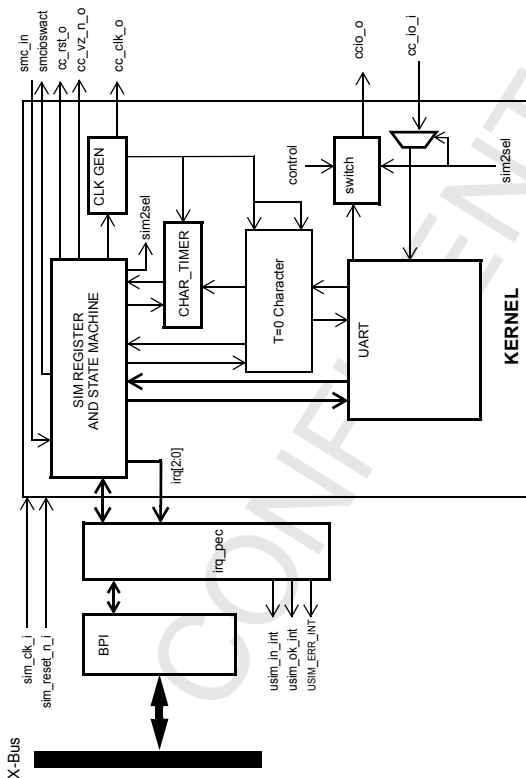 X-Bus
sim_clk_i
sim_reset_n_i
BPI
irq_pec
usim_in_int
usim_ok_int
USIM_ERR_INT
irq[2:0]
SIM REGISTER
AND STATE MACHINE
smc_in
smcioswact
cc_rst_o
cc_vz_n_o
cc_clk_o
CLK GEN
sim2sel
CHAR_TIMER
T=0 Character
control
switch
ccio_o
cc_io_i
sim2sel
UART
KERNEL
CONFIDENT